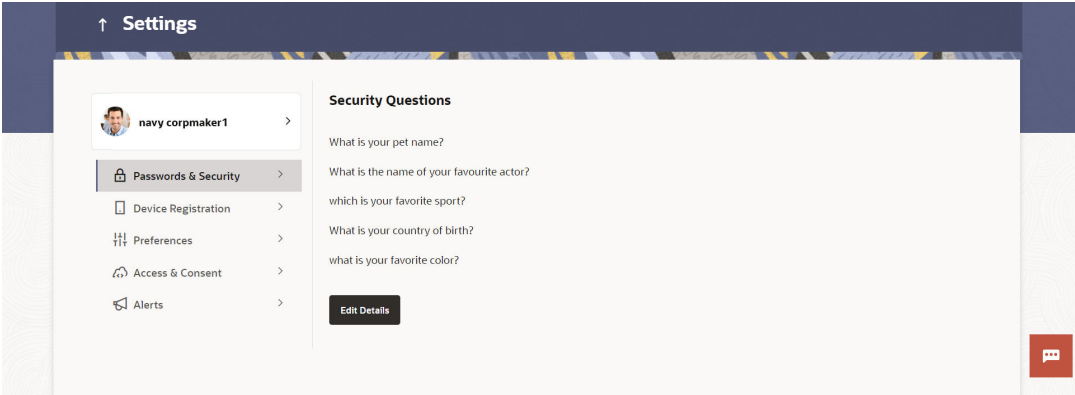 Settings
navy corpmaker1
Passwords & Security
Device Registration
Preferences
Access & Consent
Alerts
Security Questions
What is your pet name?
What is the name of your favourite actor?
which is your favorite sport?
What is your country of birth?
what is your favorite color?
Edit Details